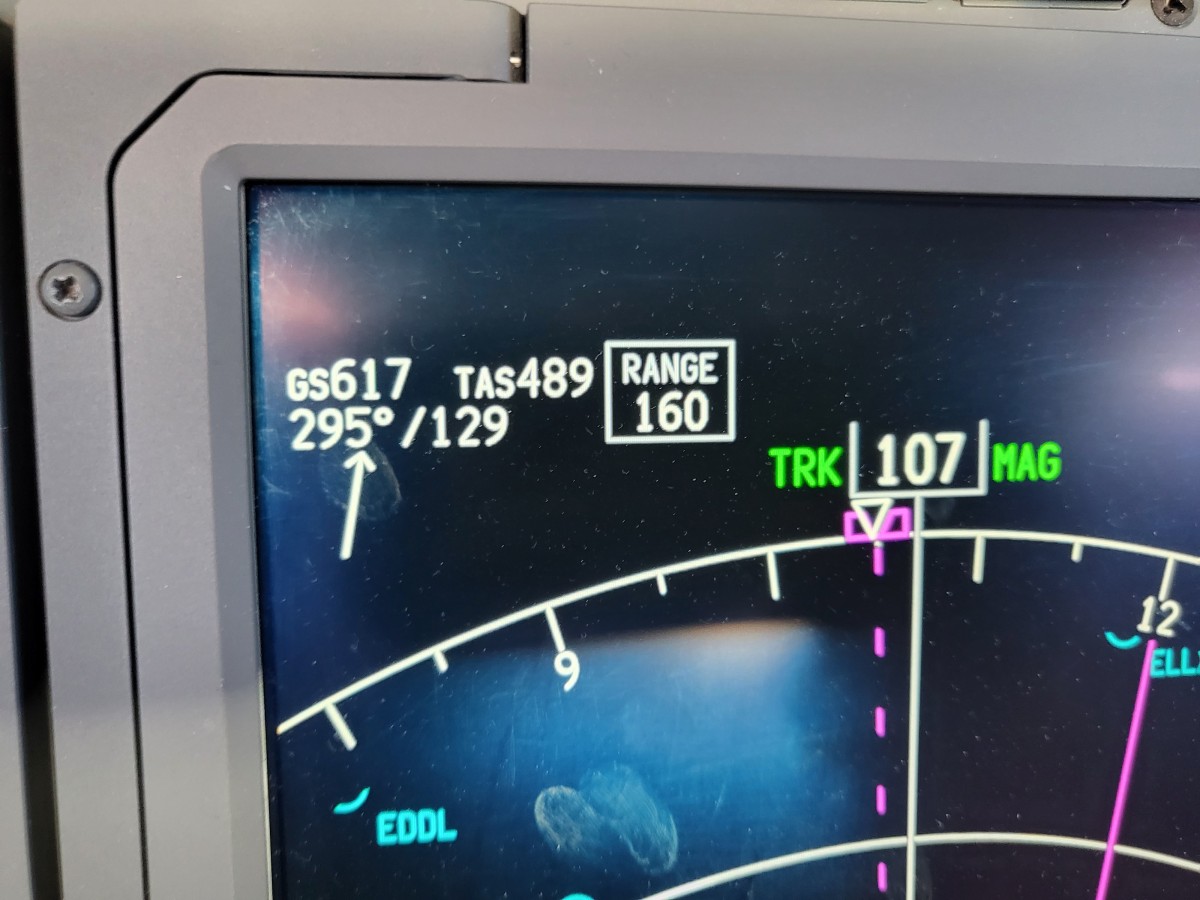 GS617 TAS489
295°/129
RANGE
160
TRK 107 MAG
12
9
EDDL